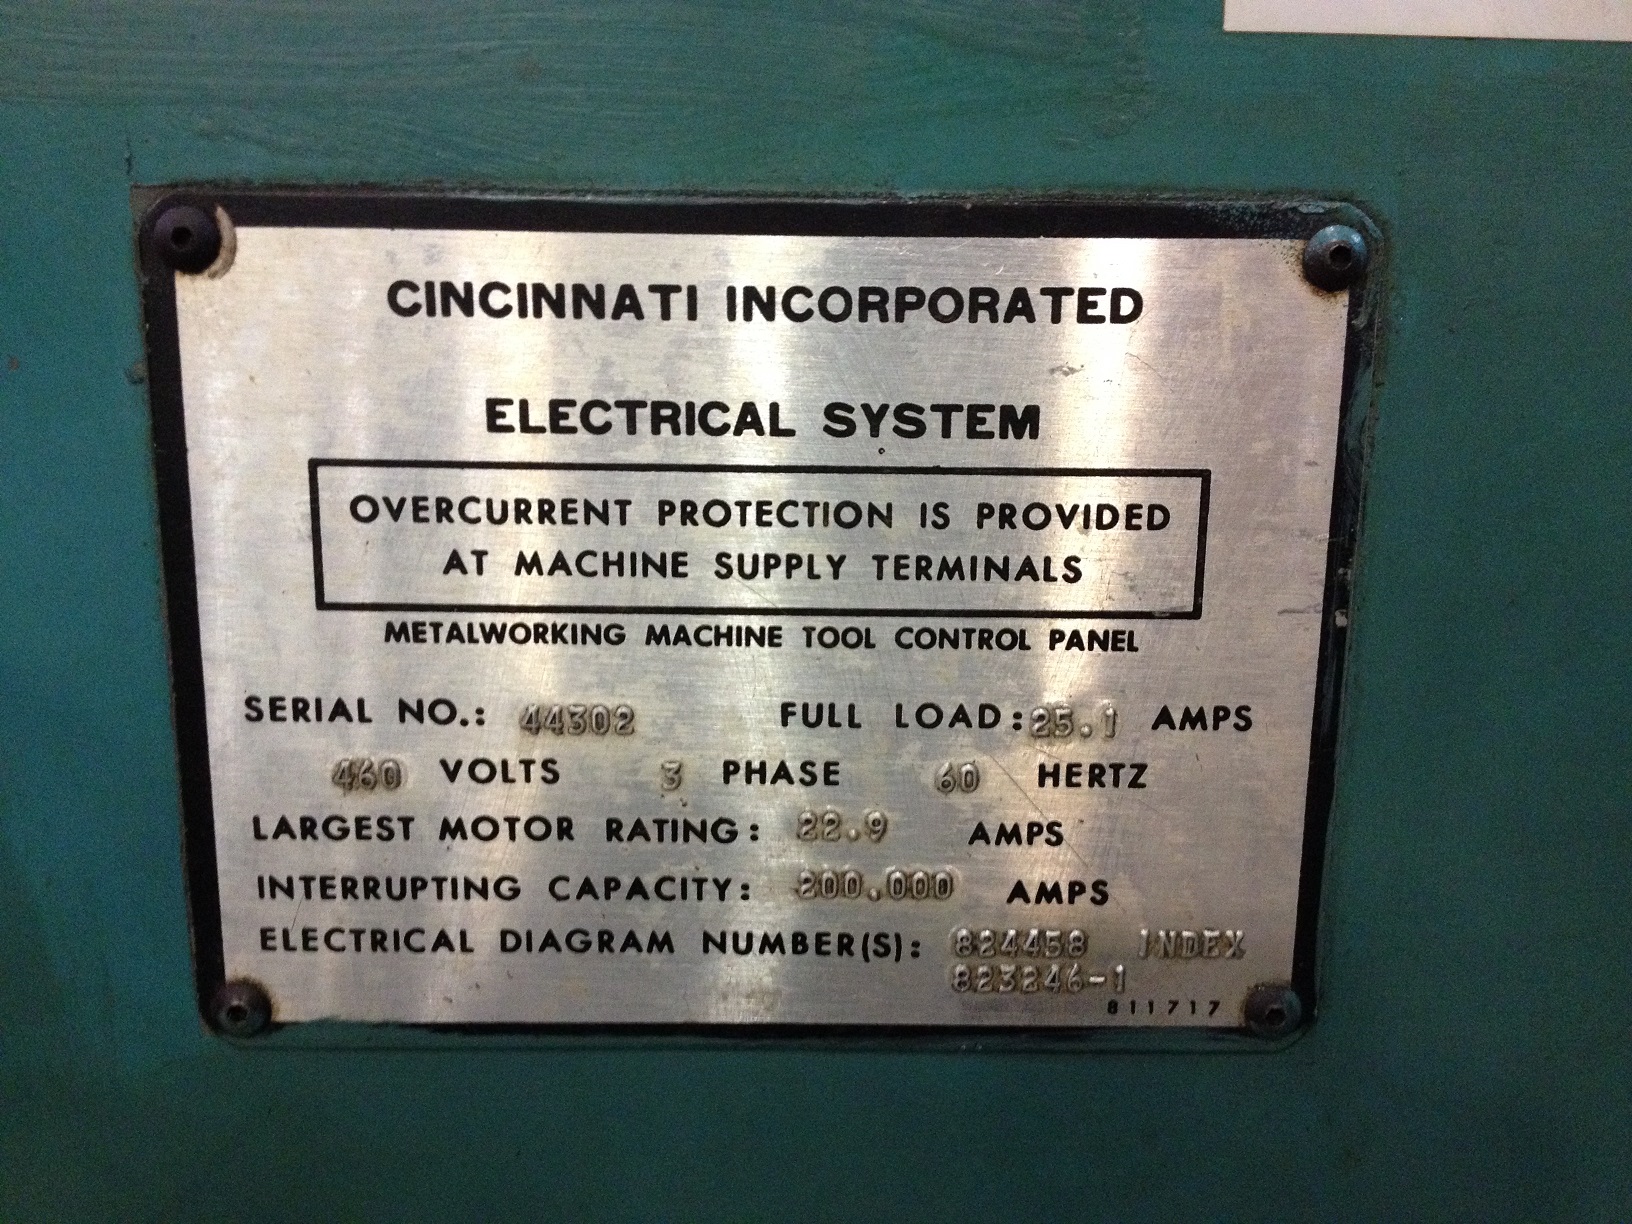 CINCINNATI INCORPORATED
ELECTRICAL SYSTEM
OVERCURRENT PROTECTION IS PROVIDED
AT MACHINE SUPPLY TERMINALS
METALWORKING MACHINE TOOL CONTROL PANEL
SERIAL NO.: 44302 FULL LOAD: 25.1 AMPS
460 VOLTS 3 PHASE 60 HERTZ
LARGEST MOTOR RATING: 22.9 AMPS
INTERRUPTING CAPACITY: 200.000 AMPS
ELECTRICAL DIAGRAM NUMBER(S): 824458 INDEX
823246-1
811717